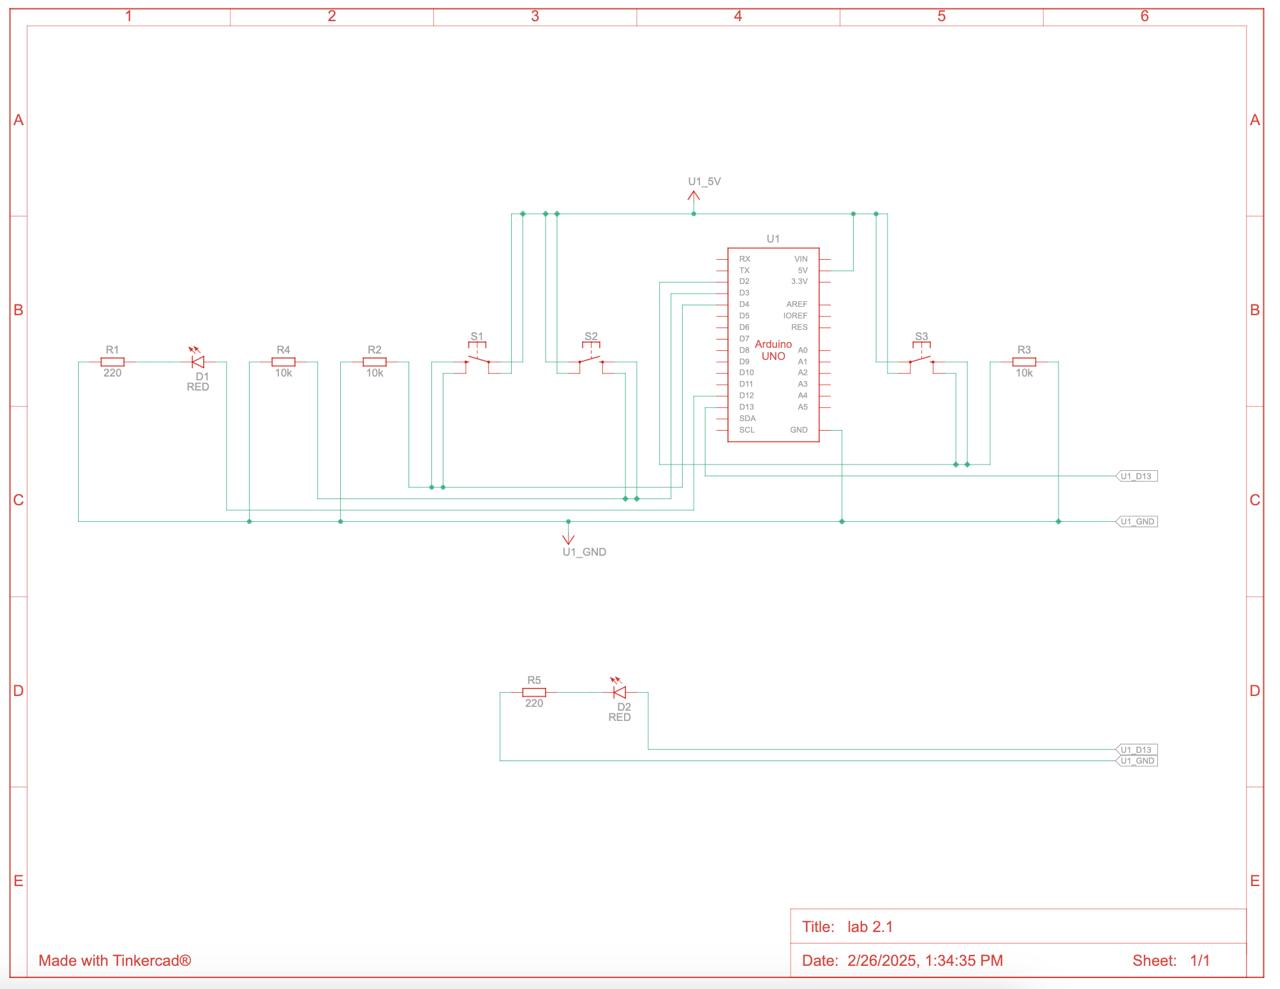 1 2 3 4 5 6
A A
U1_5V
U1
RX VIN
TX 5V
D2 3.3V
D3
B B
D4 AREF
D5 IOREF
D6 RES
D7
Arduino
UNO
D8 A0
D9 A1
D10 A2
D11 A3
D12 A4
D13 A5
SDA
SCL GND
S1 S2 S3
R1 R4 R2 R3
220 10k 10k 10k
D1
RED
U1_D13
C C
U1_GND
U1_GND
R5
220
D2
RED
D D
U1_D13
U1_GND
E E
Title: lab 2.1
Made with Tinkercad®
Date: 2/26/2025, 1:34:35 PM Sheet: 1/1